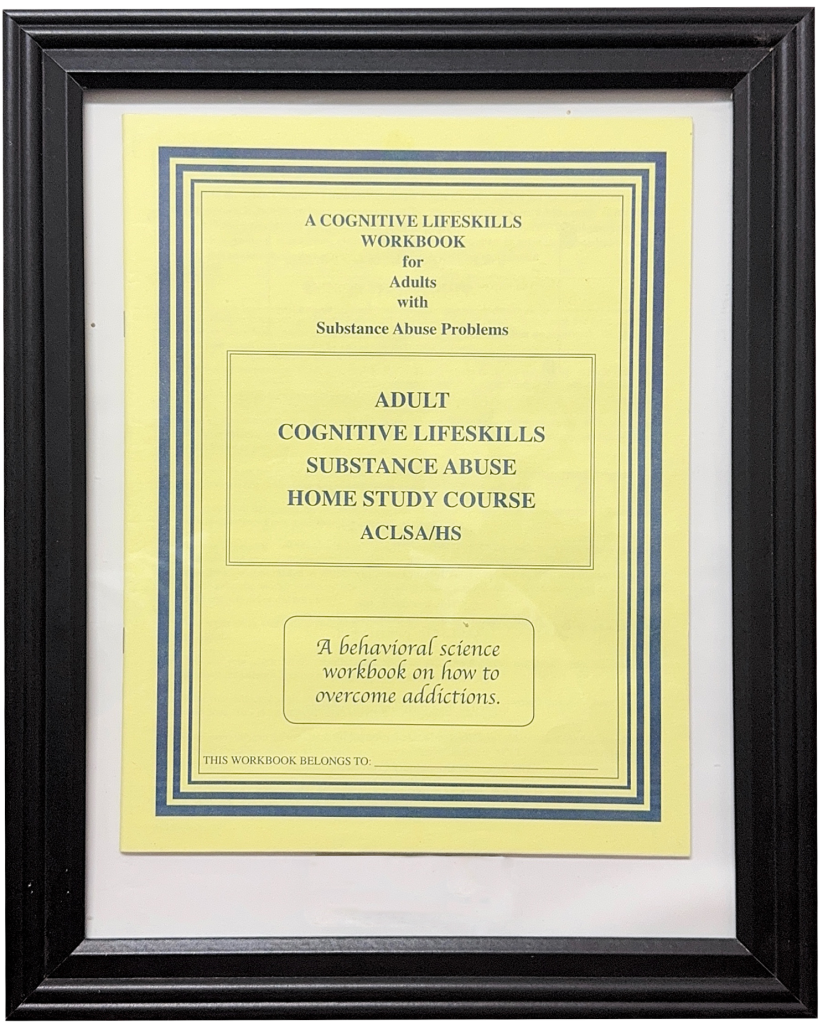 A COGNITIVE LIFESKILLS
WORKBOOK
for
Adults
with
Substance Abuse Problems
ADULT
COGNITIVE LIFESKILLS
SUBSTANCE ABUSE
HOME STUDY COURSE
ACLSA/HS
A behavioral science
workbook on how to
overcome addictions.
THIS WORKBOOK BELONGS TO: